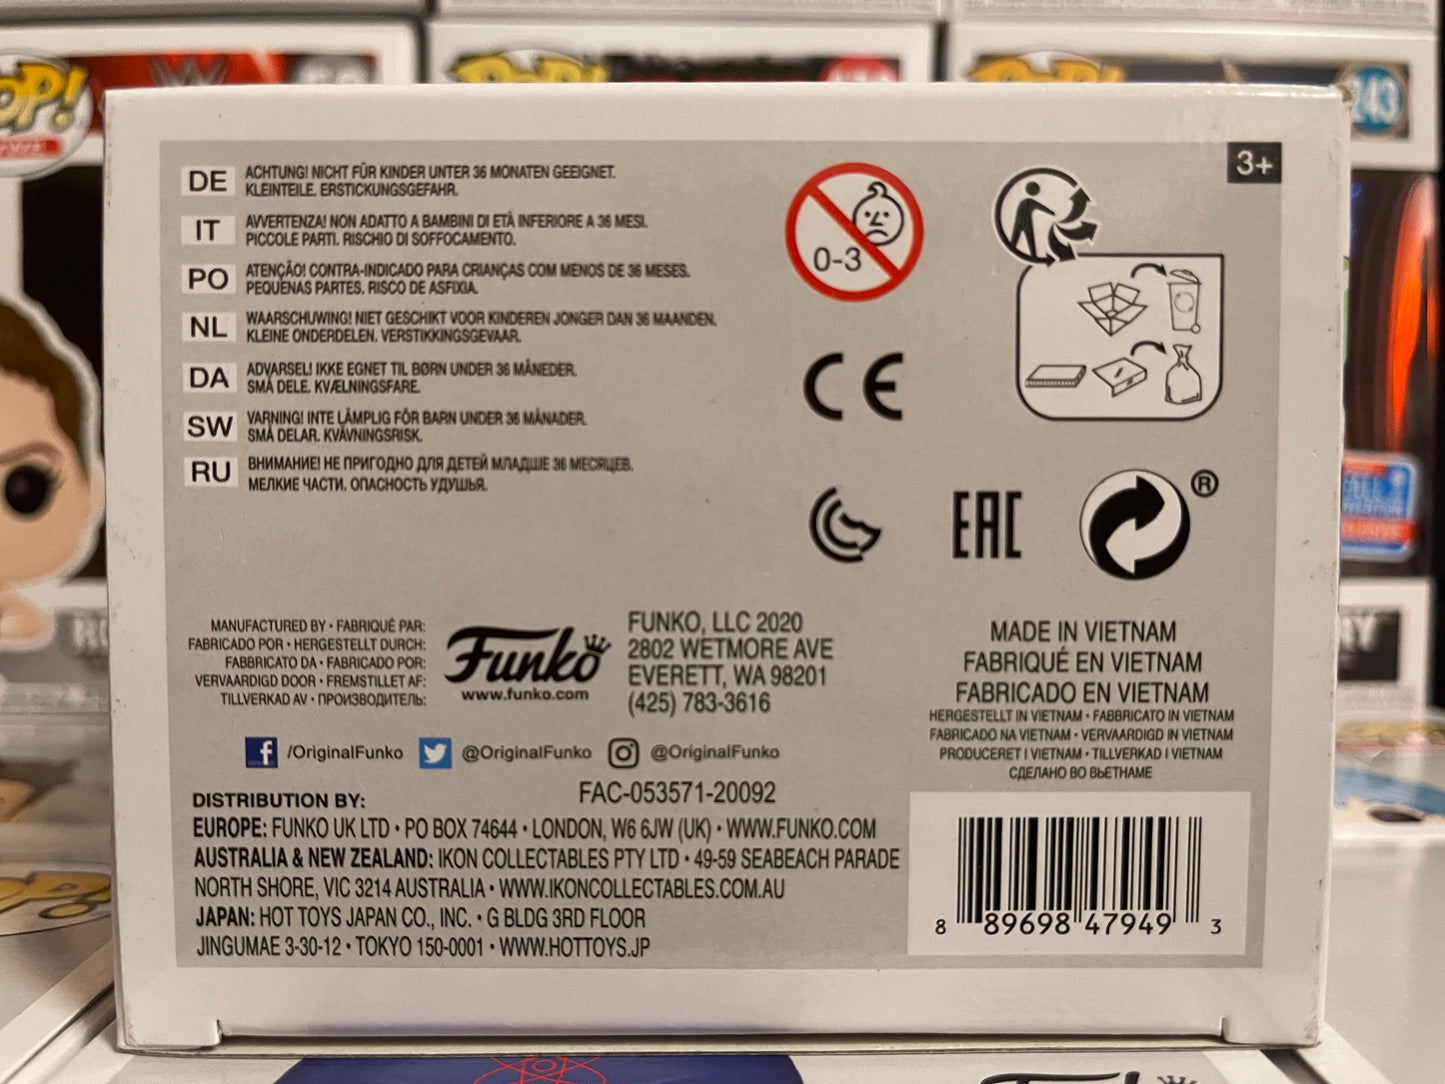 POP!
W
POP!
243
3+
DE ACHTUNG! NICHT FÜR KINDER UNTER 36 MONATEN GEEIGNET.
KLEINTEILE. ERSTICKUNGSGEFAHR.
IT AVVERTENZA! NON ADATTO A BAMBINI DI ETÀ INFERIORE A 36 MESI.
PICCOLE PARTI. RISCHIO DI SOFFOCAMENTO.
PO ATENÇÃO! CONTRA-INDICADO PARA CRIANÇAS COM MENOS DE 36 MESES.
PEQUENAS PARTES. RISCO DE ASFIXIA.
NL WAARSCHUWING! NIET GESCHIKT VOOR KINDEREN JONGER DAN 36 MAANDEN.
KLEINE ONDERDELEN. VERSTIKKINGSGEVAAR.
DA ADVARSEL! IKKE EGNET TIL BØRN UNDER 36 MÅNEDER.
SMÅ DELE. KVÆLNINGSFARE.
SW VARNING! INTE LÄMPLIG FÖR BARN UNDER 36 MÅNADER.
SMÅ DELAR. KVÄVNINGSRISK.
RU ВНИМАНИЕ! НЕ ПРИГОДНО ДЛЯ ДЕТЕЙ МЛАДШЕ 36 МЕСЯЦЕВ.
МЕЛКИЕ ЧАСТИ. ОПАСНОСТЬ УДУШЬЯ.
0-3
CE
EAC
®
MANUFACTURED BY • FABRIQUÉ PAR:
FABRICADO POR • HERGESTELLT DURCH:
FABBRICATO DA • FABRICADO POR:
VERVAARDIGD DOOR • FREMSTILLET AF:
TILLVERKAD AV • ПРОИЗВОДИТЕЛЬ:
Funko
www.funko.com
FUNKO, LLC 2020
2802 WETMORE AVE
EVERETT, WA 98201
(425) 783-3616
MADE IN VIETNAM
FABRIQUÉ EN VIETNAM
FABRICADO EN VIETNAM
HERGESTELLT IN VIETNAM • FABBRICATO IN VIETNAM
FABRICADO NA VIETNAM • VERVAARDIGD IN VIETNAM
PRODUCERET I VIETNAM • TILLVERKAD I VIETNAM
СДЕЛАНО ВО ВЬЕТНАМЕ
f /OriginalFunko @OriginalFunko @OriginalFunko
FAC-053571-20092
DISTRIBUTION BY:
EUROPE: FUNKO UK LTD • PO BOX 74644 • LONDON, W6 6JW (UK) • WWW.FUNKO.COM
AUSTRALIA & NEW ZEALAND: IKON COLLECTABLES PTY LTD • 49-59 SEABEACH PARADE
NORTH SHORE, VIC 3214 AUSTRALIA • WWW.IKONCOLLECTABLES.COM.AU
JAPAN: HOT TOYS JAPAN CO., INC. • G BLDG 3RD FLOOR
JINGUMAE 3-30-12 • TOKYO 150-0001 • WWW.HOTTOYS.JP
8 89698 47949 3
Funko